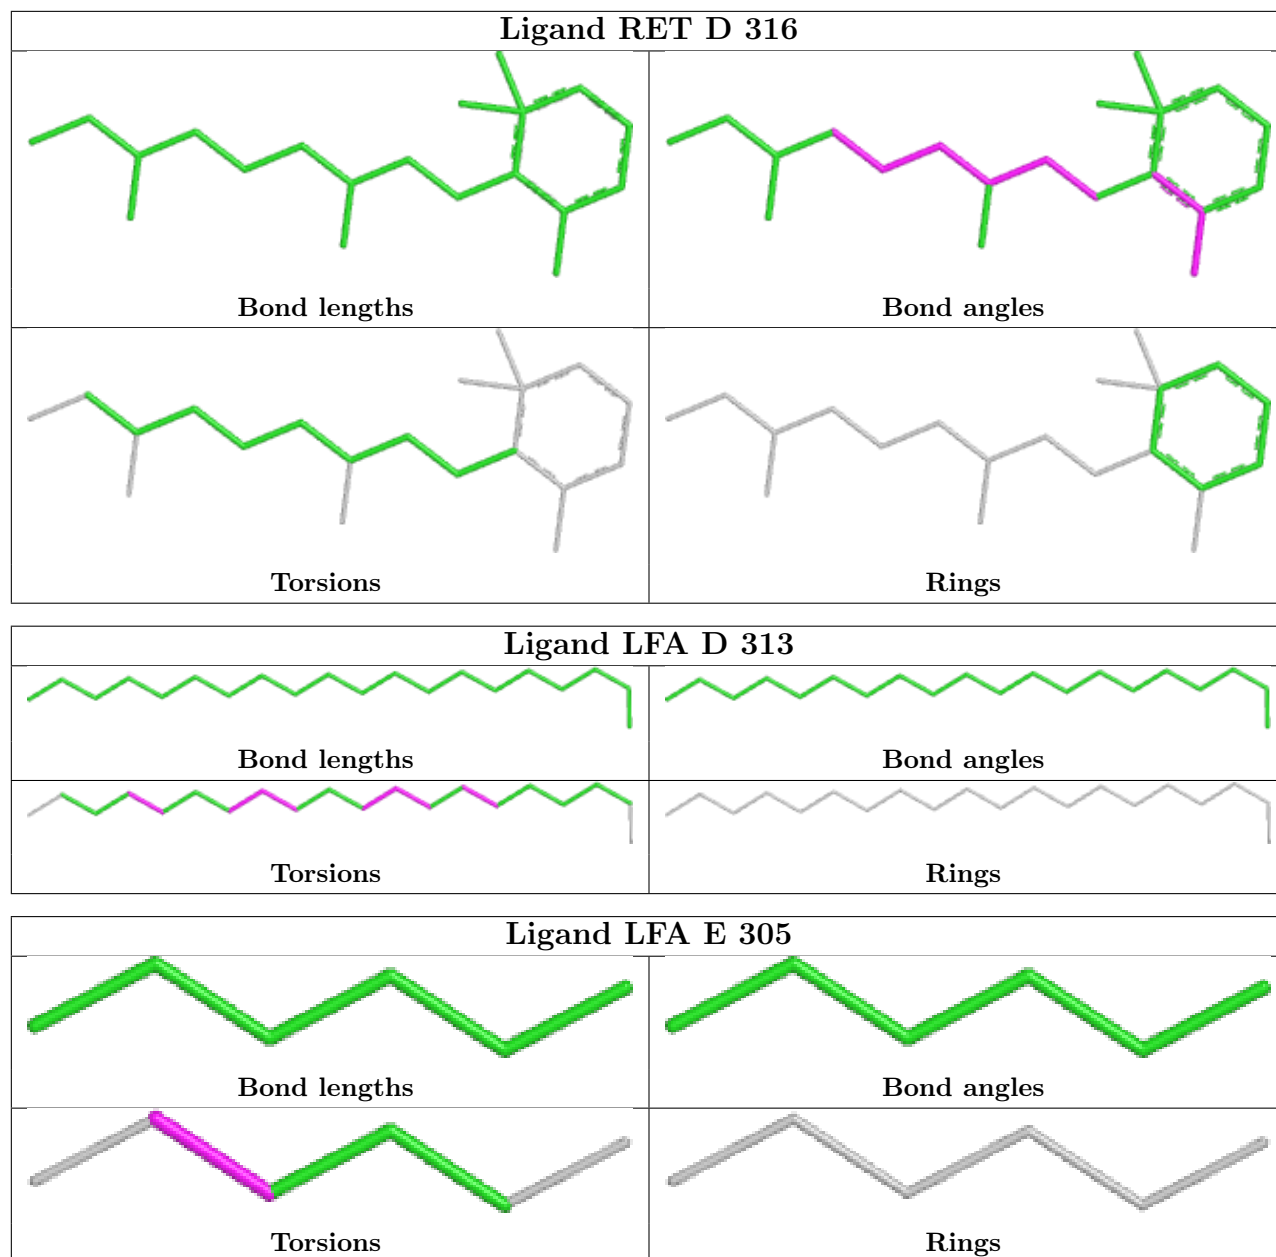 Ligand RET D 316
Bond lengths
Bond angles
Torsions
Rings
Ligand LFA D 313
Bond lengths
Bond angles
Torsions
Rings
Ligand LFA E 305
Bond lengths
Bond angles
Torsions
Rings